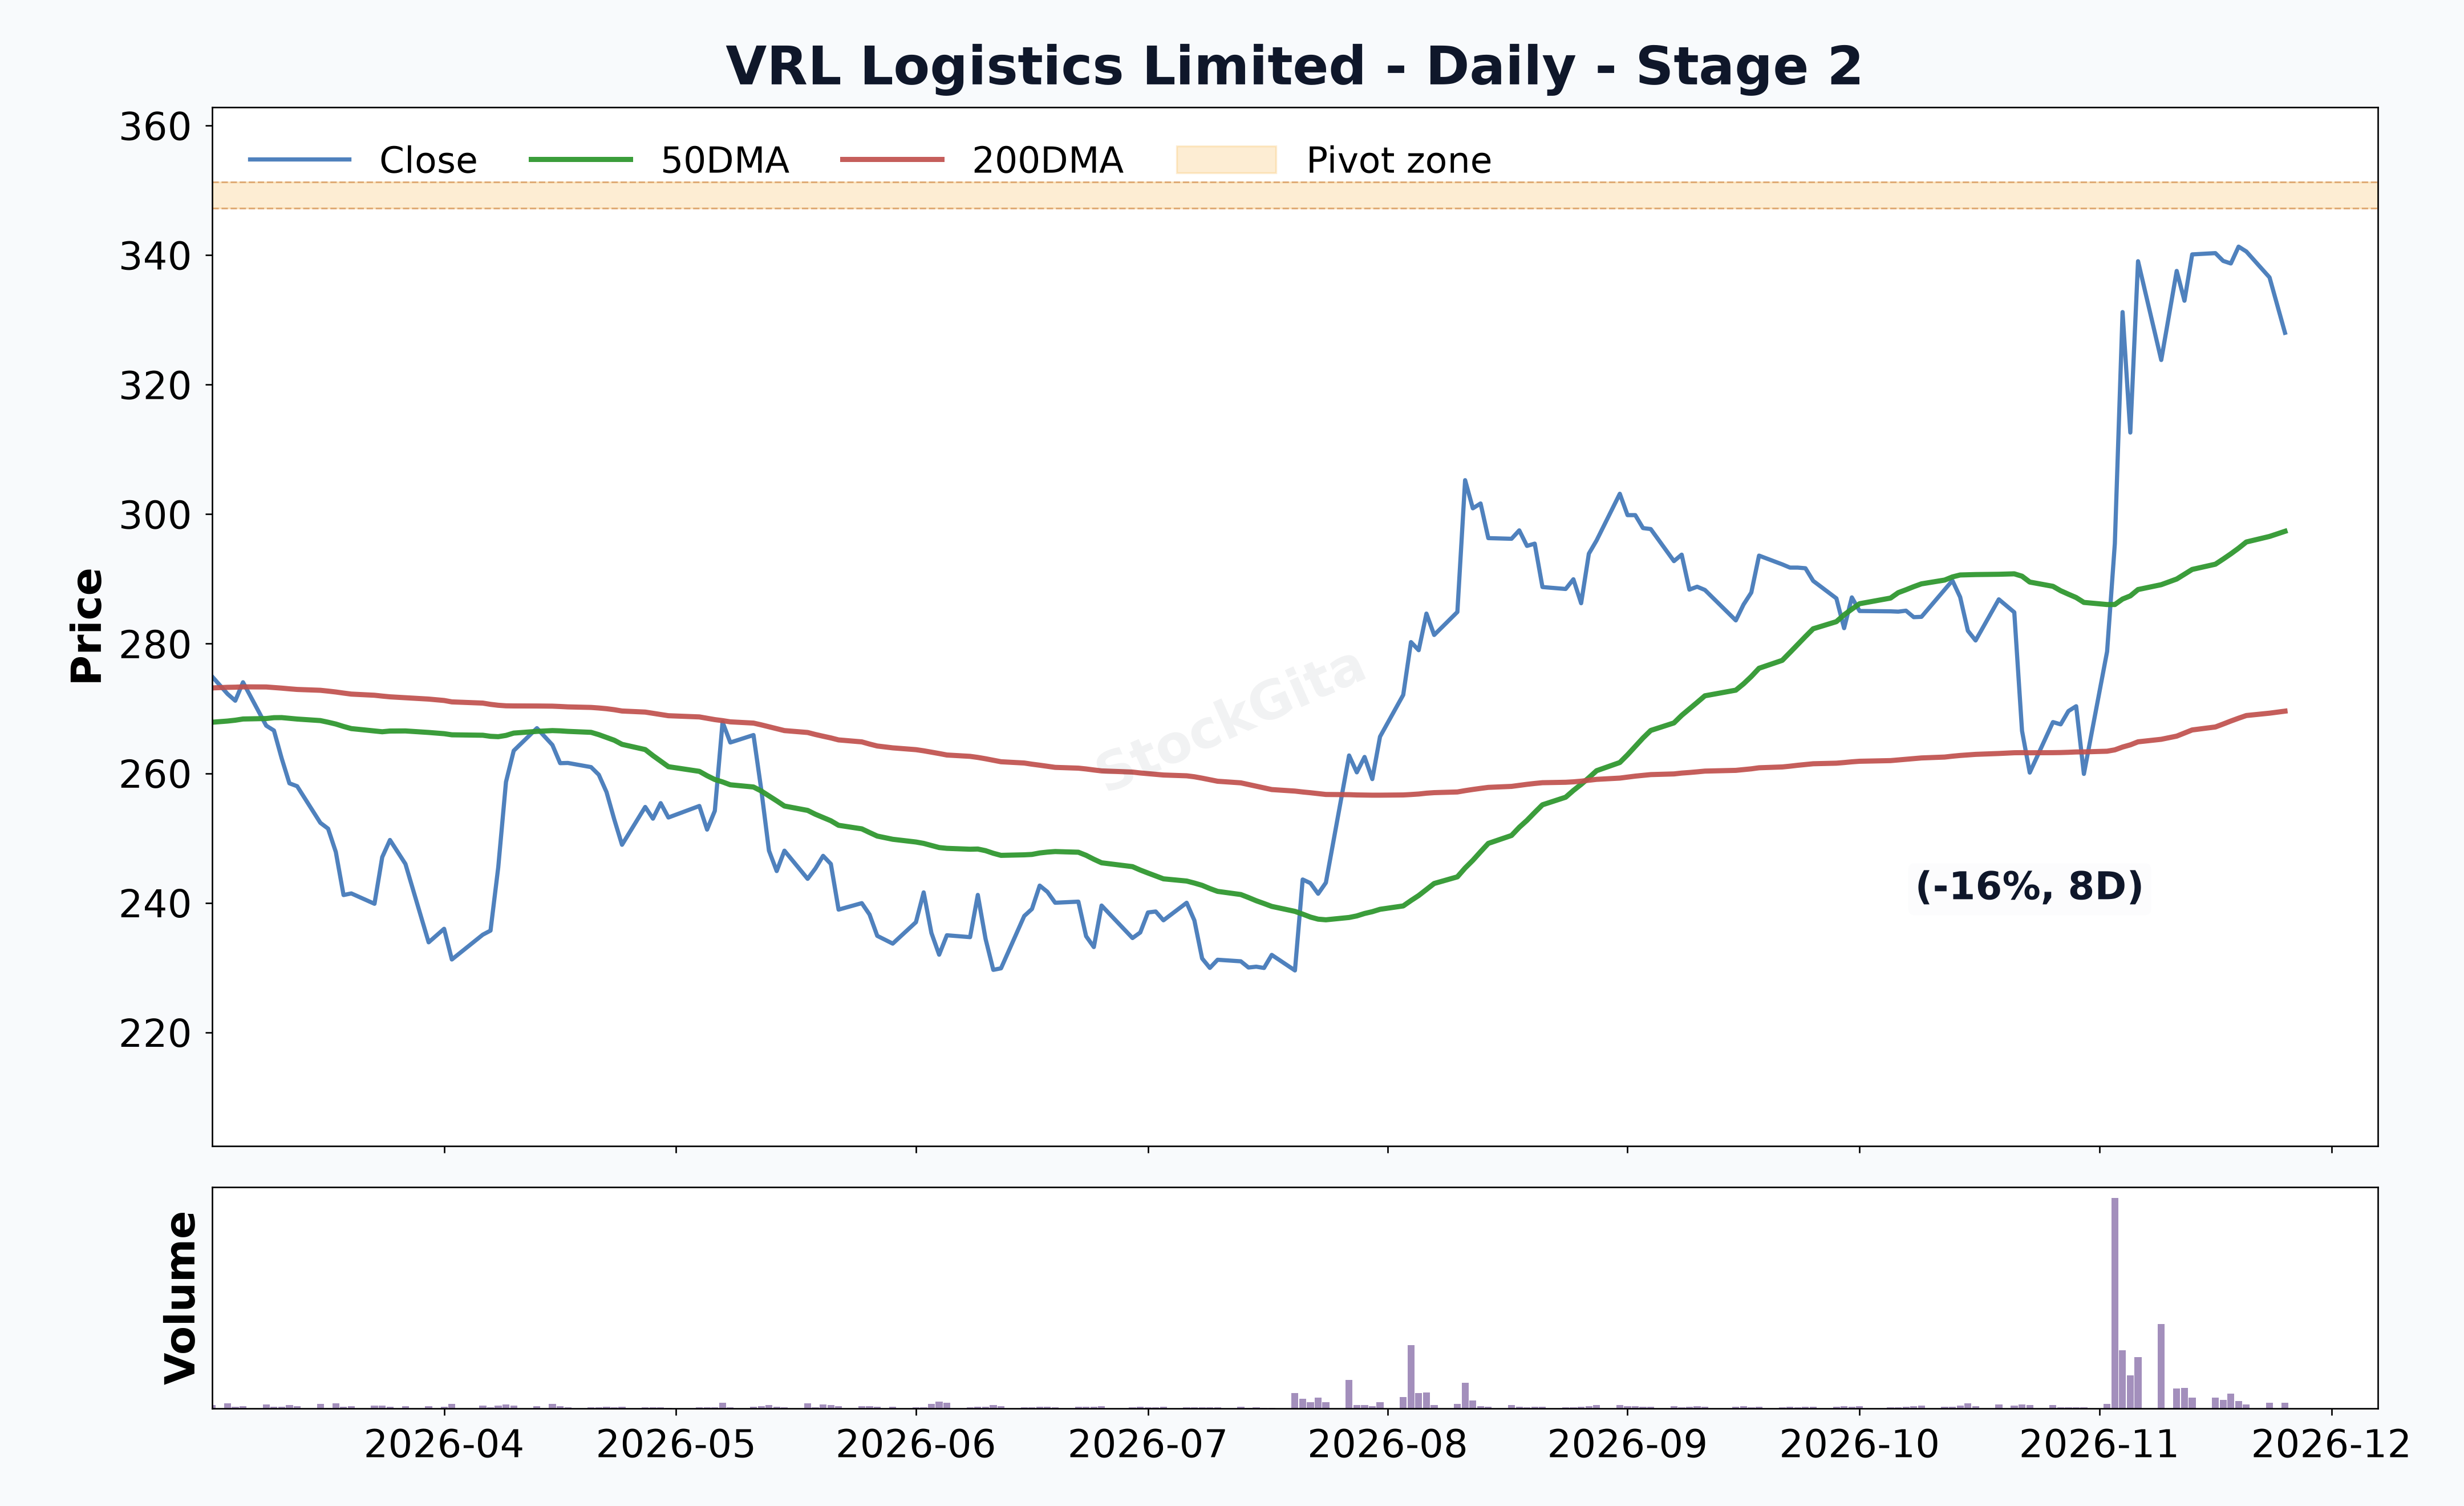 VRL Logistics Limited - Daily - Stage 2
Close 50DMA 200DMA Pivot zone
360
340
320
300
280
260
240
220
Price
StockGita
(-16%, 8D)
Volume
2026-04 2026-05 2026-06 2026-07 2026-08 2026-09 2026-10 2026-11 2026-12